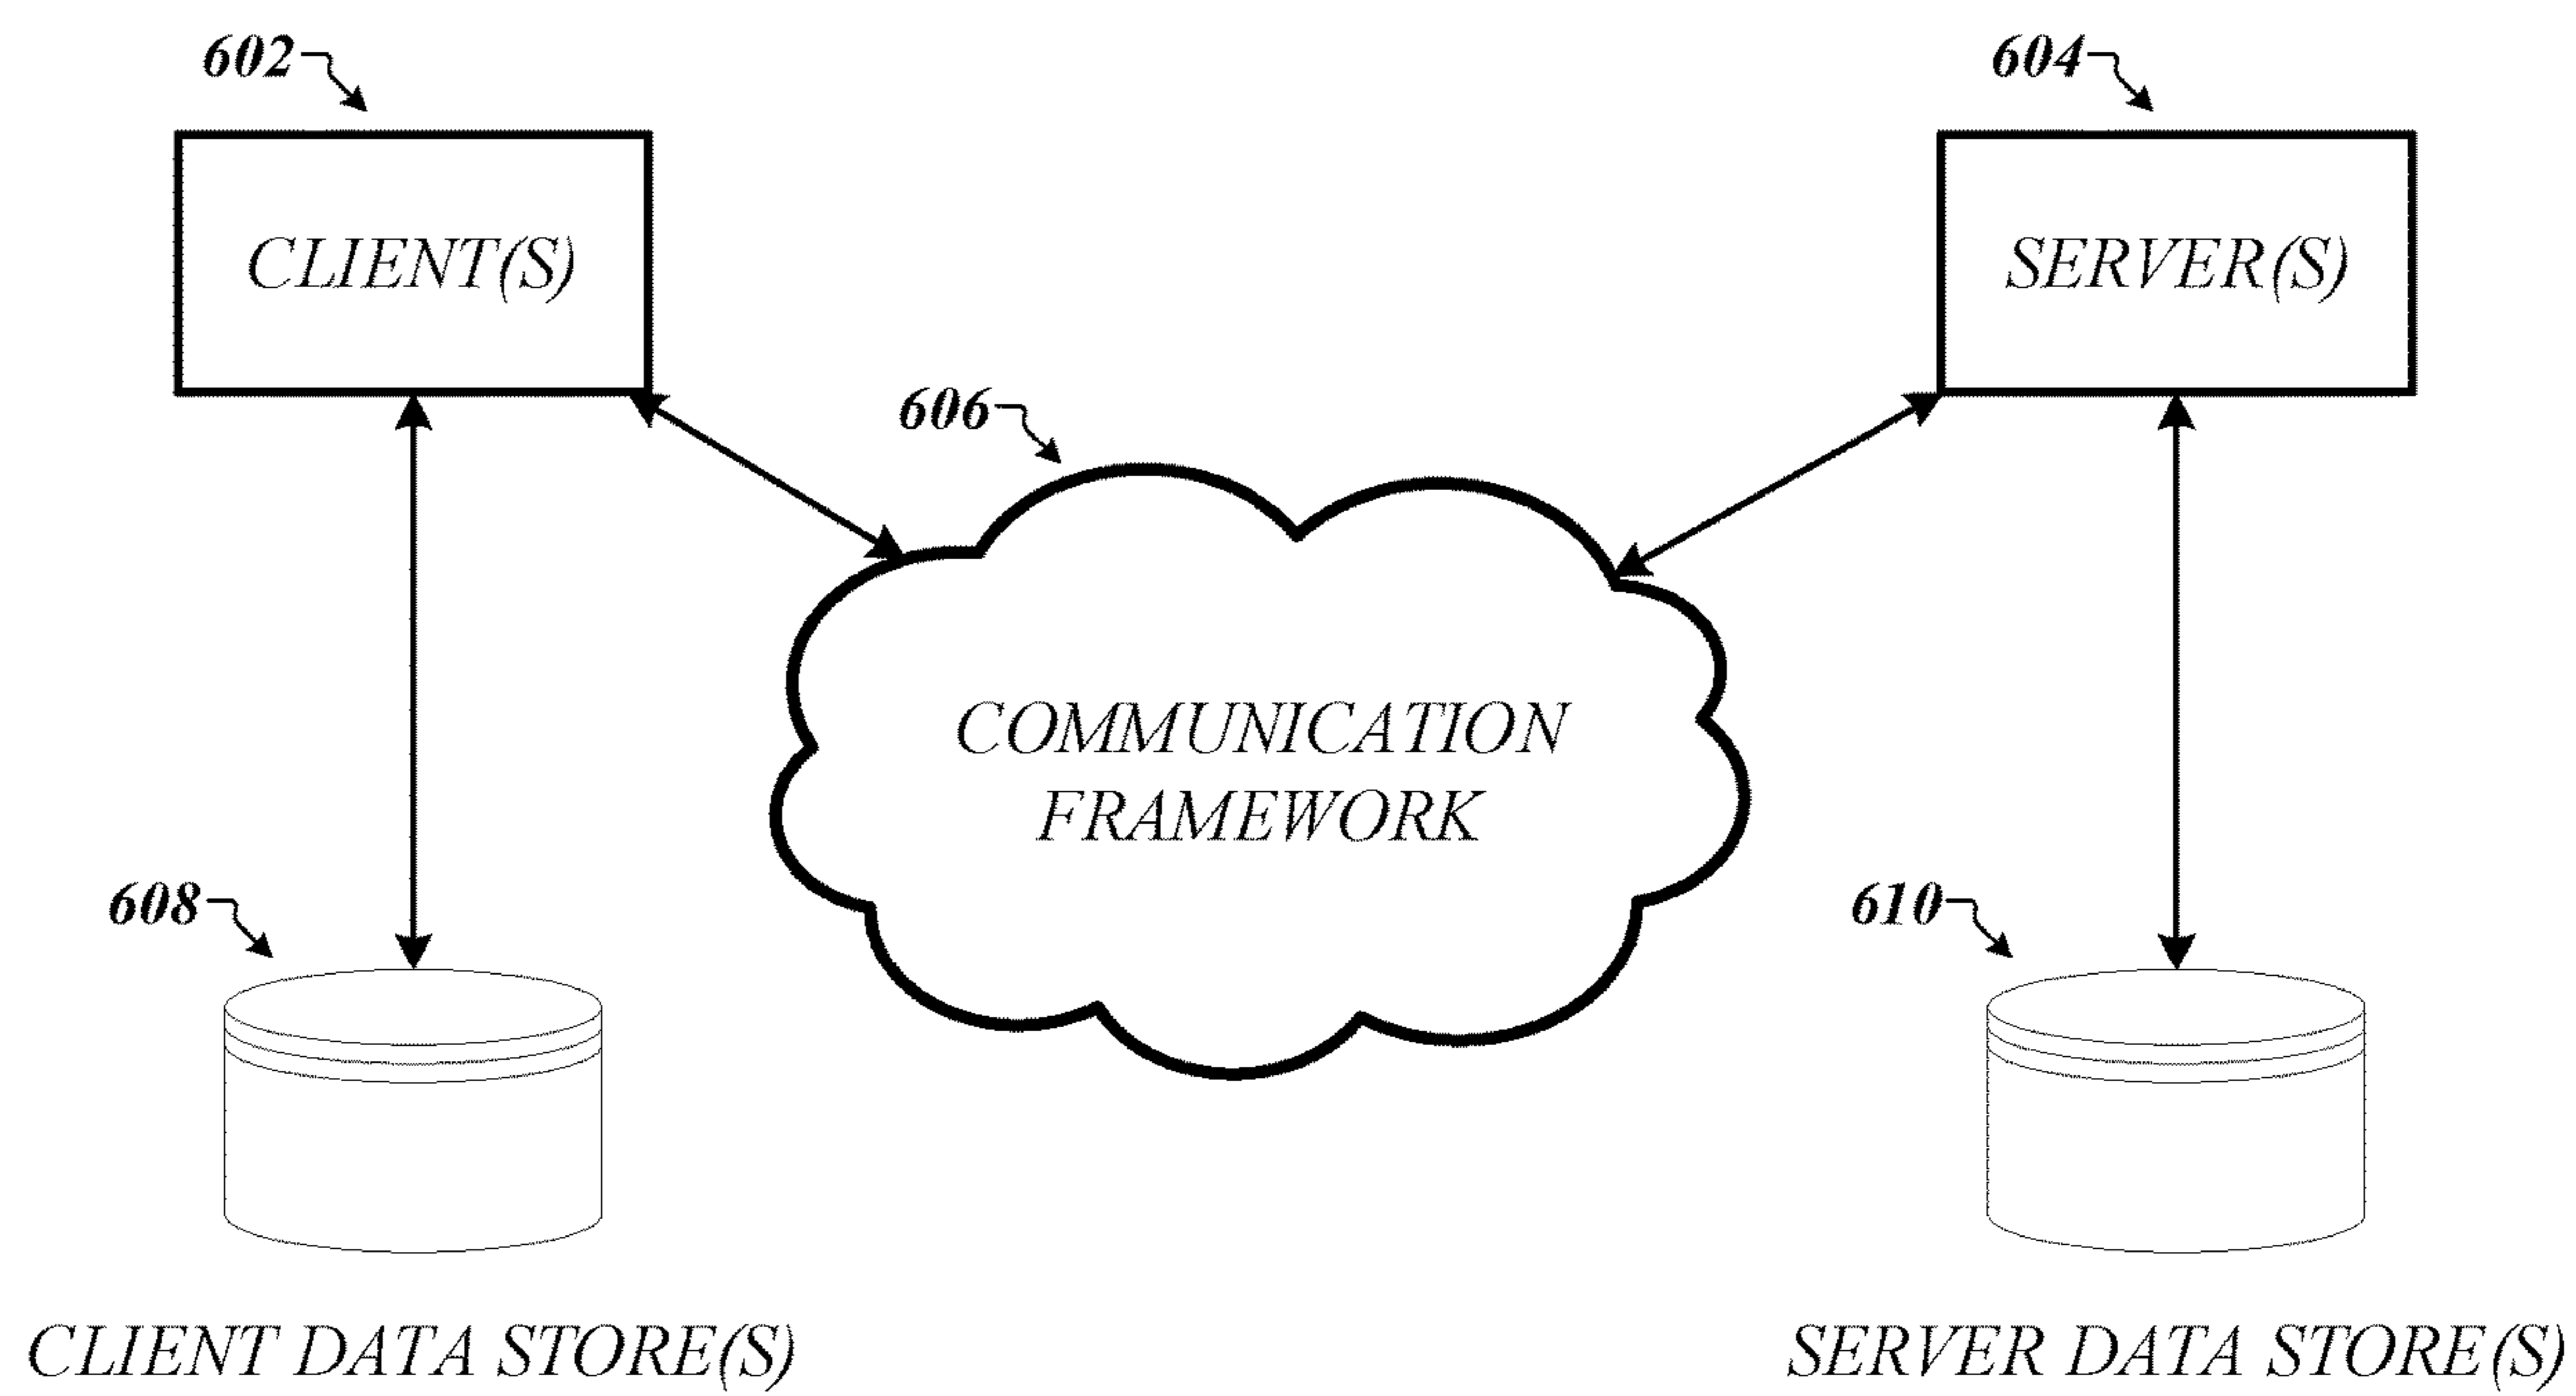 602
604
CLIENT(S)
SERVER(S)
606
COMMUNICATION
FRAMEWORK
608
610
CLIENT DATA STORE(S)
SERVER DATA STORE(S)